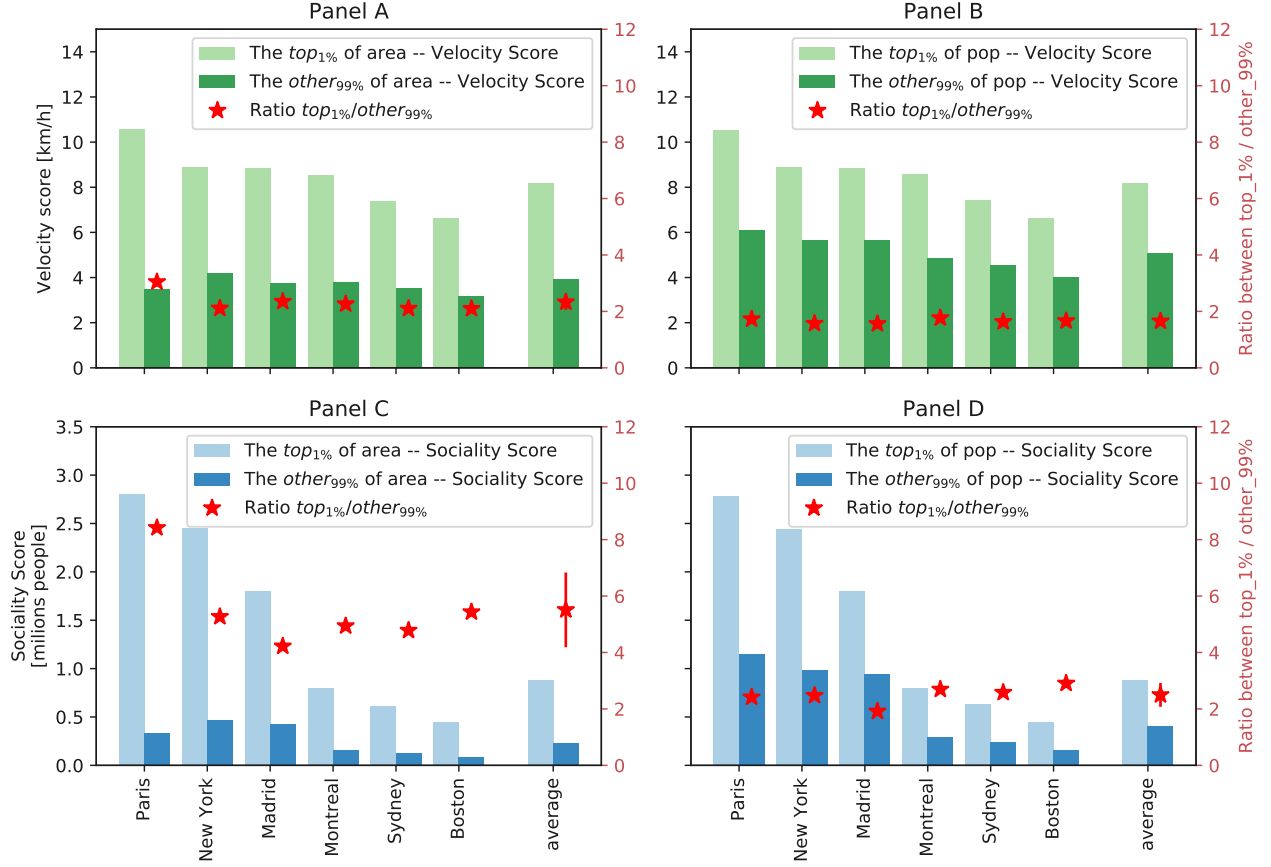 Panel A
14
12
10
8
6
4
2
0
Velocity score [km/h]
The top1% of area -- Velocity Score
The other99% of area -- Velocity Score
Ratio top1%/other99%
12
10
8
6
4
2
0
Panel B
14
12
10
8
6
4
2
0
The top1% of pop -- Velocity Score
The other99% of pop -- Velocity Score
Ratio top1%/other99%
12
10
8
6
4
2
0
Ratio between top_1% / other_99%
Panel C
3.5
3.0
2.5
2.0
1.5
1.0
0.5
0.0
Sociality Score
[milions people]
The top1% of area -- Sociality Score
The other99% of area -- Sociality Score
Ratio top1%/other99%
12
10
8
6
4
2
0
Paris
New York
Madrid
Montreal
Sydney
Boston
average
Panel D
The top1% of pop -- Sociality Score
The other99% of pop -- Sociality Score
Ratio top1%/other99%
12
10
8
6
4
2
0
Ratio between top_1% / other_99%
Paris
New York
Madrid
Montreal
Sydney
Boston
average